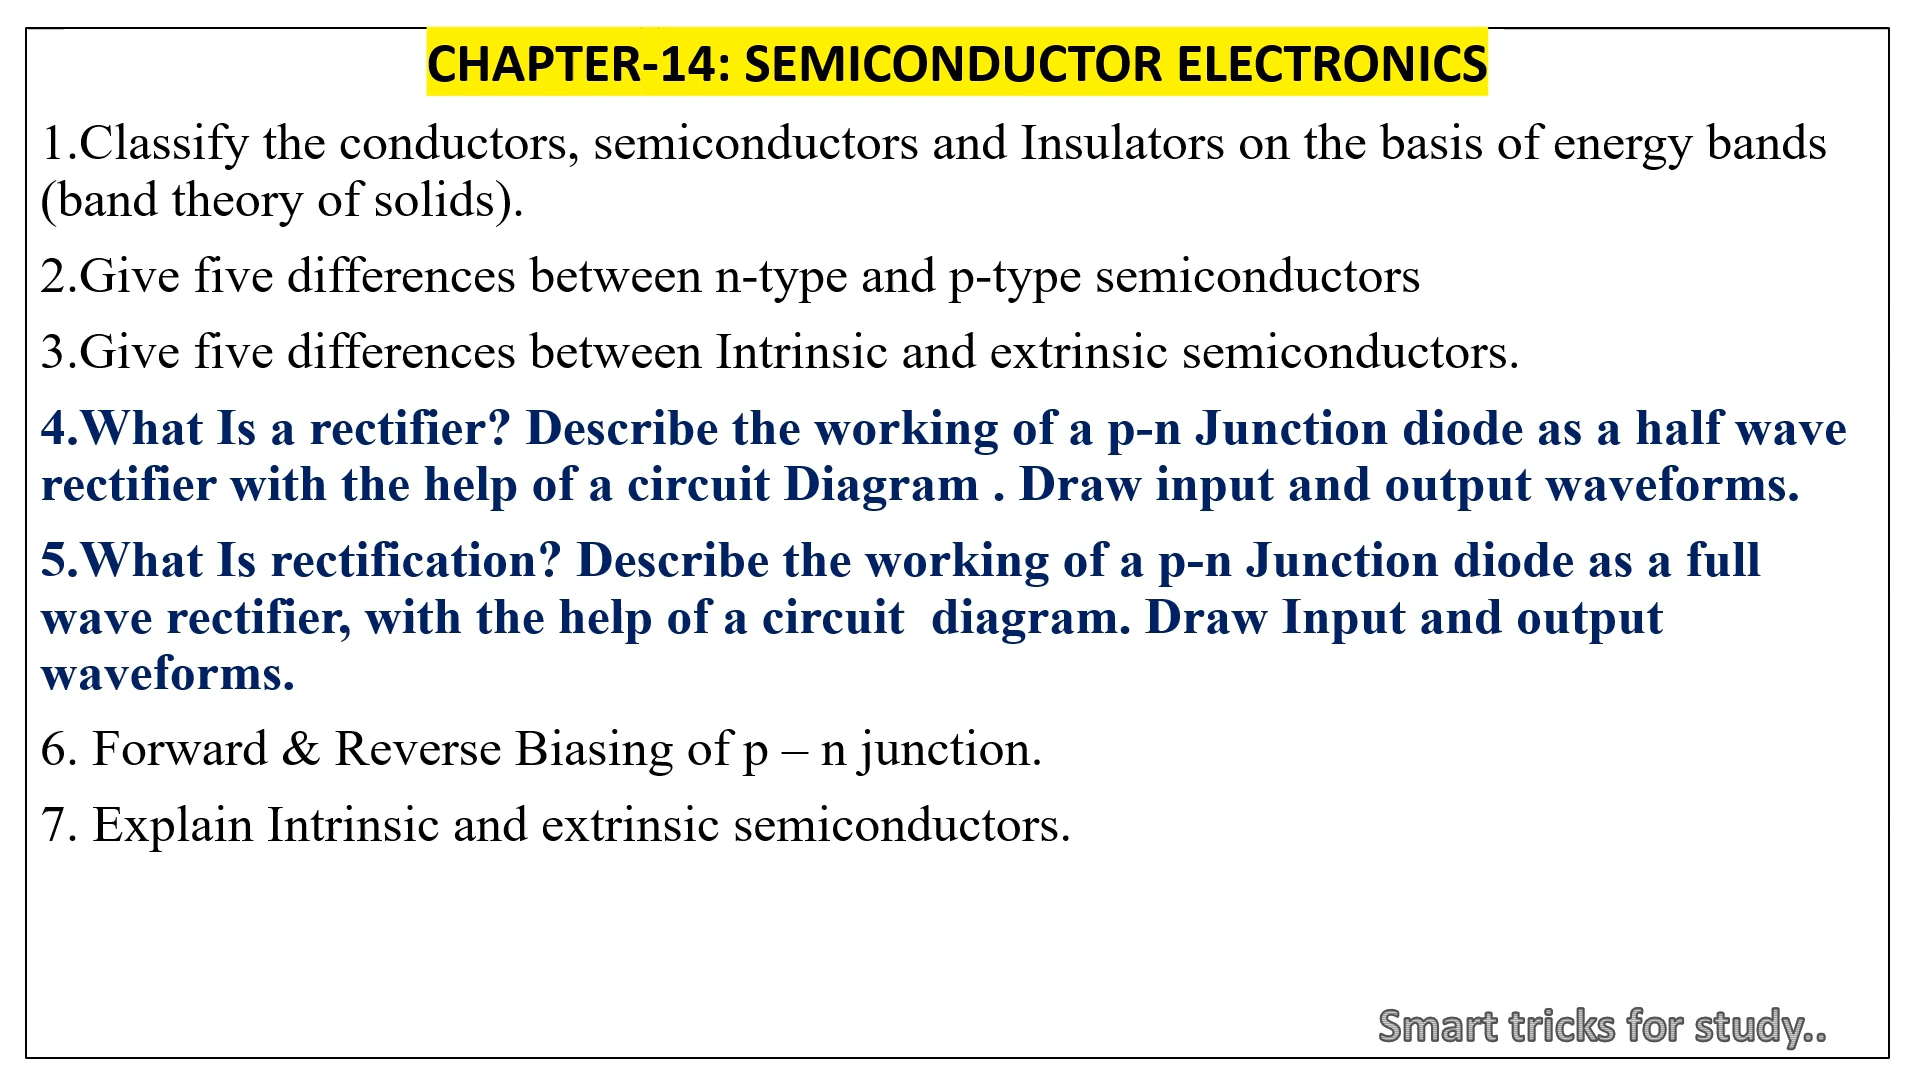 CHAPTER-14: SEMICONDUCTOR ELECTRONICS
1.Classify the conductors, semiconductors and Insulators on the basis of energy bands
(band theory of solids).
2.Give five differences between n-type and p-type semiconductors
3.Give five differences between Intrinsic and extrinsic semiconductors.
4.What Is a rectifier? Describe the working of a p-n Junction diode as a half wave
rectifier with the help of a circuit Diagram . Draw input and output waveforms.
5.What Is rectification? Describe the working of a p-n Junction diode as a full
wave rectifier, with the help of a circuit  diagram. Draw Input and output
waveforms.
6. Forward & Reverse Biasing of p – n junction.
7. Explain Intrinsic and extrinsic semiconductors.
Smart tricks for study..